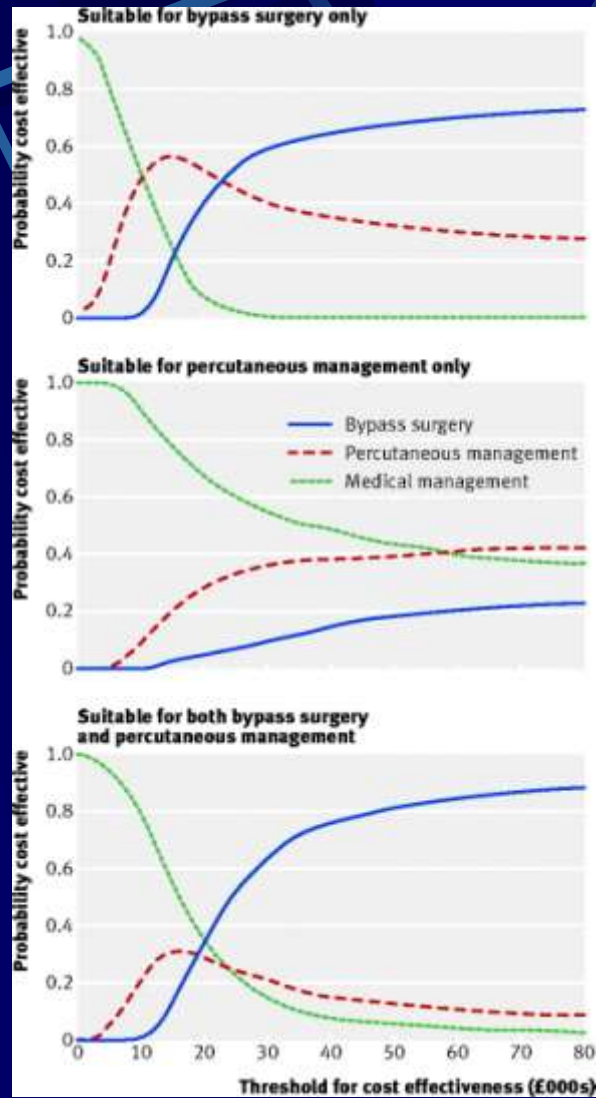 Suitable for bypass surgery only
Probability cost effective
1.0
0.8
0.6
0.4
0.2
0
Suitable for percutaneous management only
Probability cost effective
1.0
0.8
0.6
0.4
0.2
0
Bypass surgery
Percutaneous management
Medical management
Suitable for both bypass surgery
and percutaneous management
Probability cost effective
1.0
0.8
0.6
0.4
0.2
0
0 10 20 30 40 50 60 70 80
Threshold for cost effectiveness (£000s)